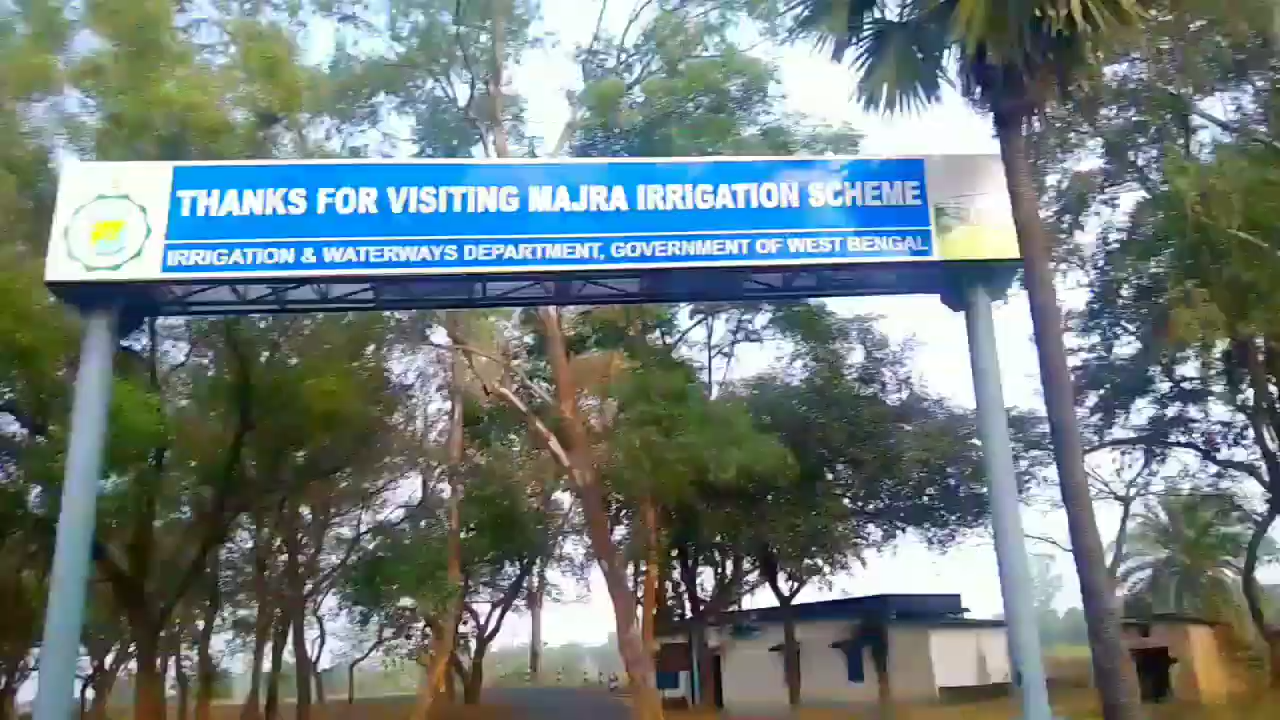 THANKS FOR VISITING MAJRA IRRIGATION SCHEME
IRRIGATION & WATERWAYS DEPARTMENT, GOVERNMENT OF WEST BENGAL